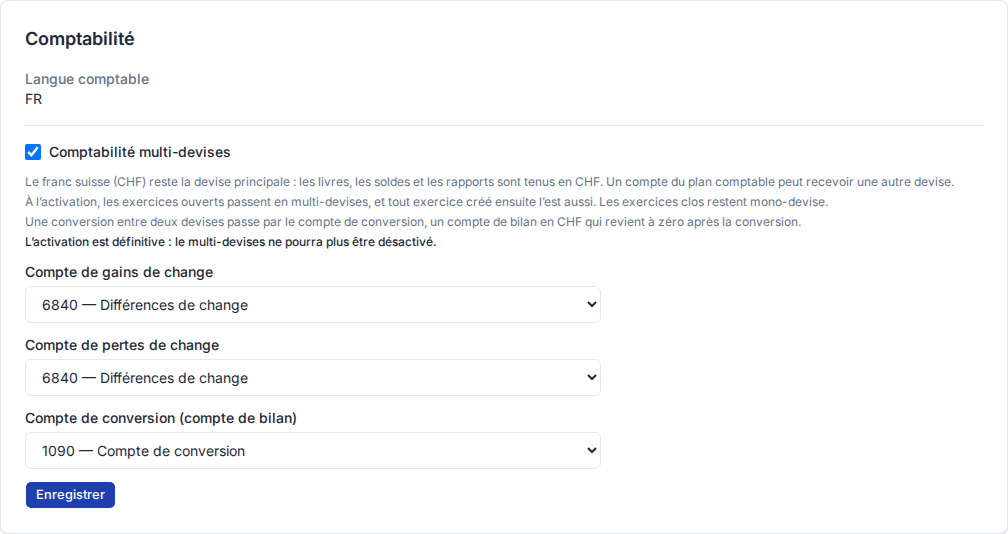 Comptabilité
Langue comptable
FR
Comptabilité multi-devises
Le franc suisse (CHF) reste la devise principale : les livres, les soldes et les rapports sont tenus en CHF. Un compte du plan comptable peut recevoir une autre devise.
À l’activation, les exercices ouverts passent en multi-devises, et tout exercice créé ensuite l’est aussi. Les exercices clos restent mono-devise.
Une conversion entre deux devises passe par le compte de conversion, un compte de bilan en CHF qui revient à zéro après la conversion.
L’activation est définitive : le multi-devises ne pourra plus être désactivé.
Compte de gains de change
6840 — Différences de change
Compte de pertes de change
6840 — Différences de change
Compte de conversion (compte de bilan)
1090 — Compte de conversion
Enregistrer